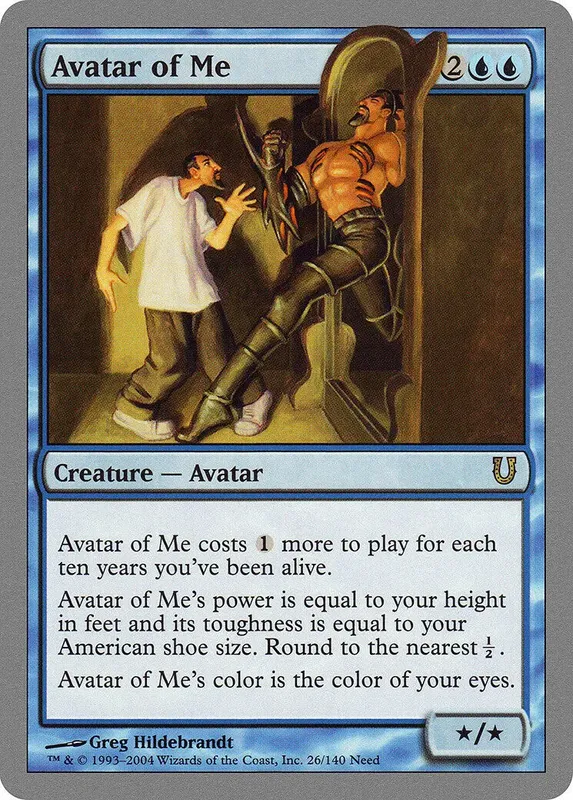 Avatar of Me 2
Creature — Avatar
Avatar of Me costs 1 more to play for each
ten years you've been alive.
Avatar of Me's power is equal to your height
in feet and its toughness is equal to your
American shoe size. Round to the nearest ½.
Avatar of Me's color is the color of your eyes.
★/★
Greg Hildebrandt
™ & © 1993–2004 Wizards of the Coast, Inc. 26/140 Need